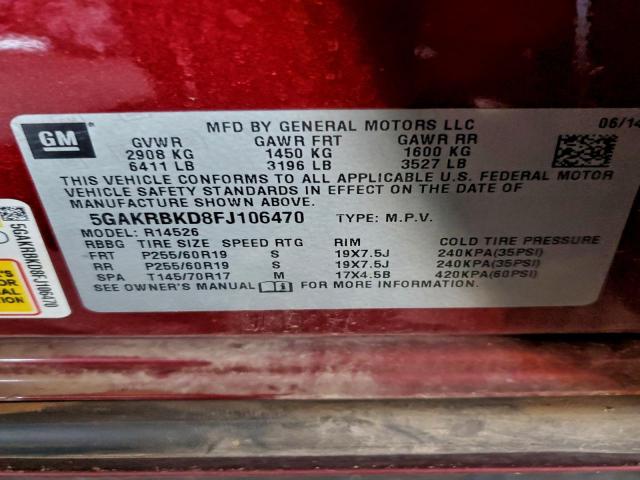 GM
MFD BY GENERAL MOTORS LLC 06/14
GVWR GAWR FRT GAWR RR
2908 KG 1450 KG 1600 KG
6411 LB 3196 LB 3527 LB
THIS VEHICLE CONFORMS TO ALL APPLICABLE U.S. FEDERAL MOTOR
VEHICLE SAFETY STANDARDS IN EFFECT ON THE DATE OF
MANUFACTURE SHOWN ABOVE.
5GAKRBKD8FJ106470 TYPE: M.P.V.
MODEL: R14526
RBBG TIRE SIZE SPEED RTG RIM COLD TIRE PRESSURE
FRT P255/60R19 S 19X7.5J 240KPA(35PSI)
RR P255/60R19 S 19X7.5J 240KPA(35PSI)
SPA T145/70R17 M 17X4.5B 420KPA(60PSI)
SEE OWNER'S MANUAL FOR MORE INFORMATION.
5GAKRBKD8FJ106470